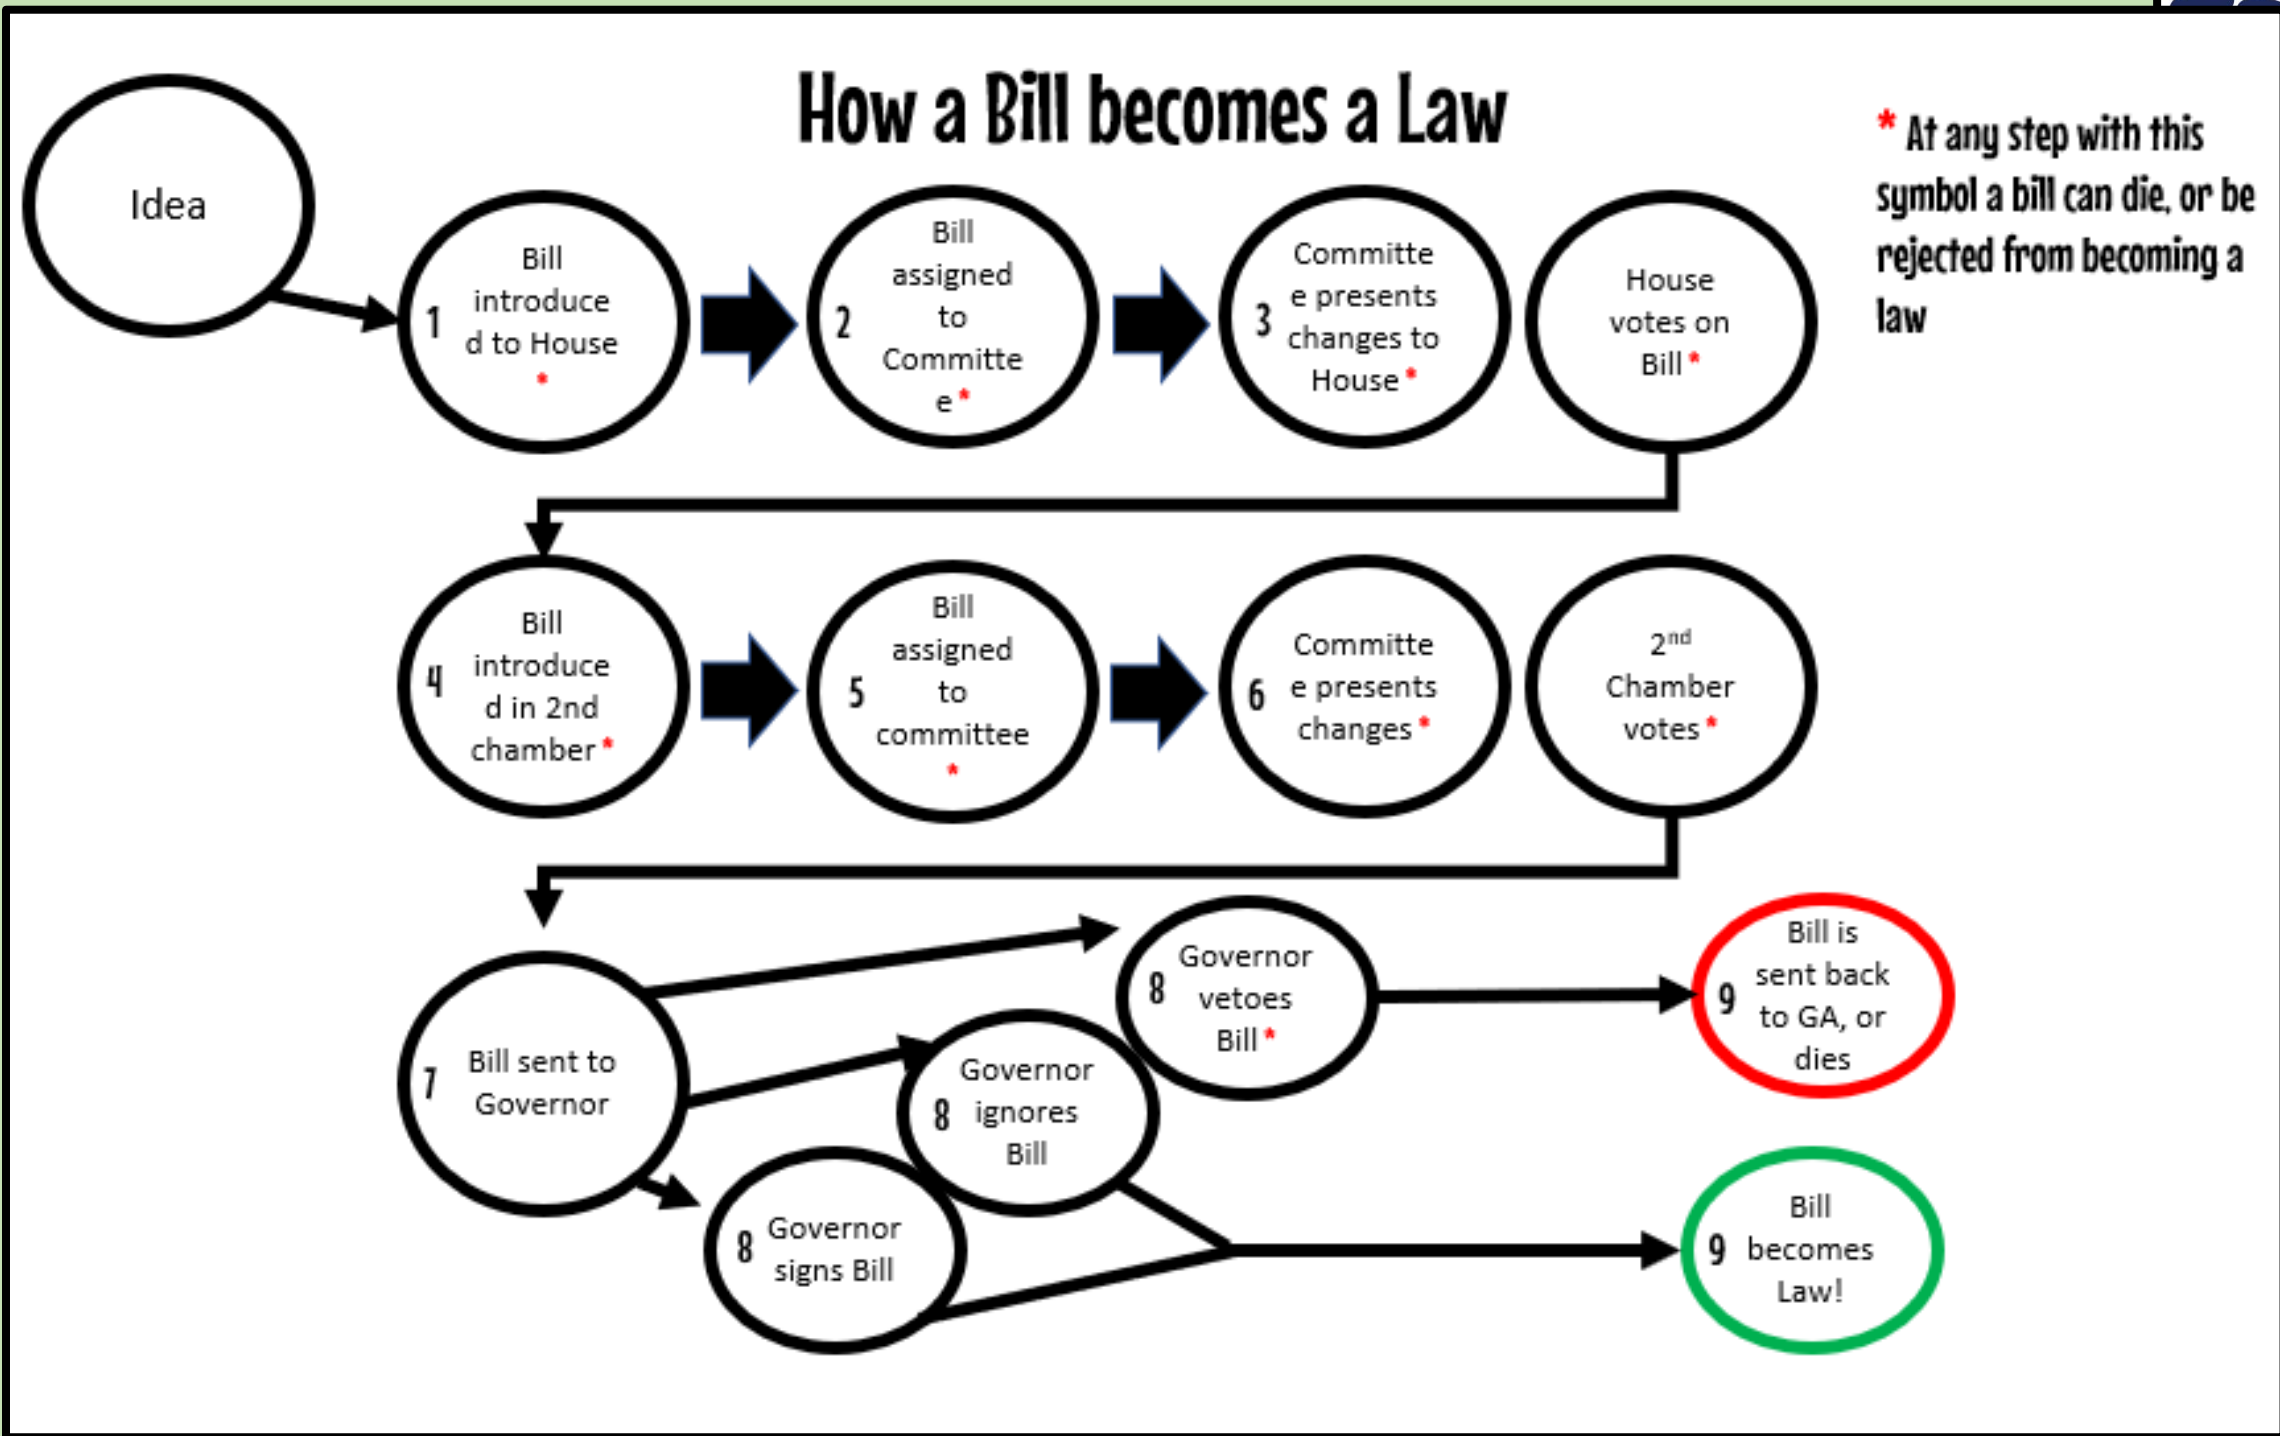 How a Bill becomes a Law
* At any step with this
symbol a bill can die, or be
rejected from becoming a
law
Idea
1
Bill
introduce
d to House
*
2
Bill
assigned
to
Committe
e *
3
Committe
e presents
changes to
House *
House
votes on
Bill *
4
Bill
introduce
d in 2nd
chamber *
5
Bill
assigned
to
committee
*
6
Committe
e presents
changes *
2nd
Chamber
votes *
7
Bill sent to
Governor
8
Governor
vetoes
Bill *
8
Governor
ignores
Bill
8
Governor
signs Bill
9
Bill is
sent back
to GA, or
dies
9
Bill
becomes
Law!